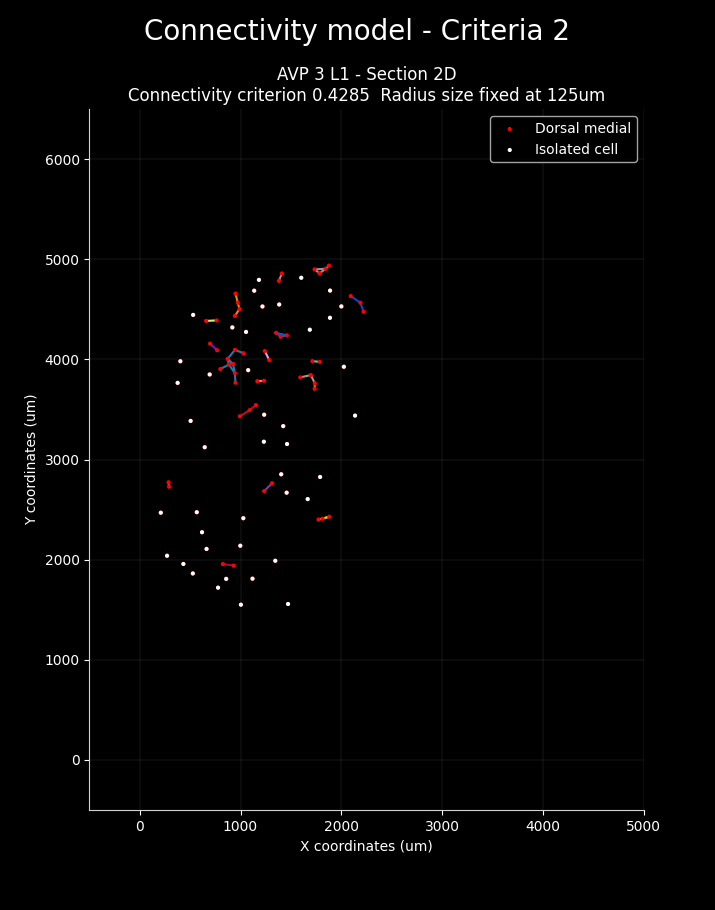 Connectivity model - Criteria 2
AVP 3 L1 - Section 2D
Connectivity criterion 0.4285  Radius size fixed at 125um
Dorsal medial
Isolated cell
6000
5000
4000
3000
2000
1000
0
Y coordinates (um)
0 1000 2000 3000 4000 5000
X coordinates (um)